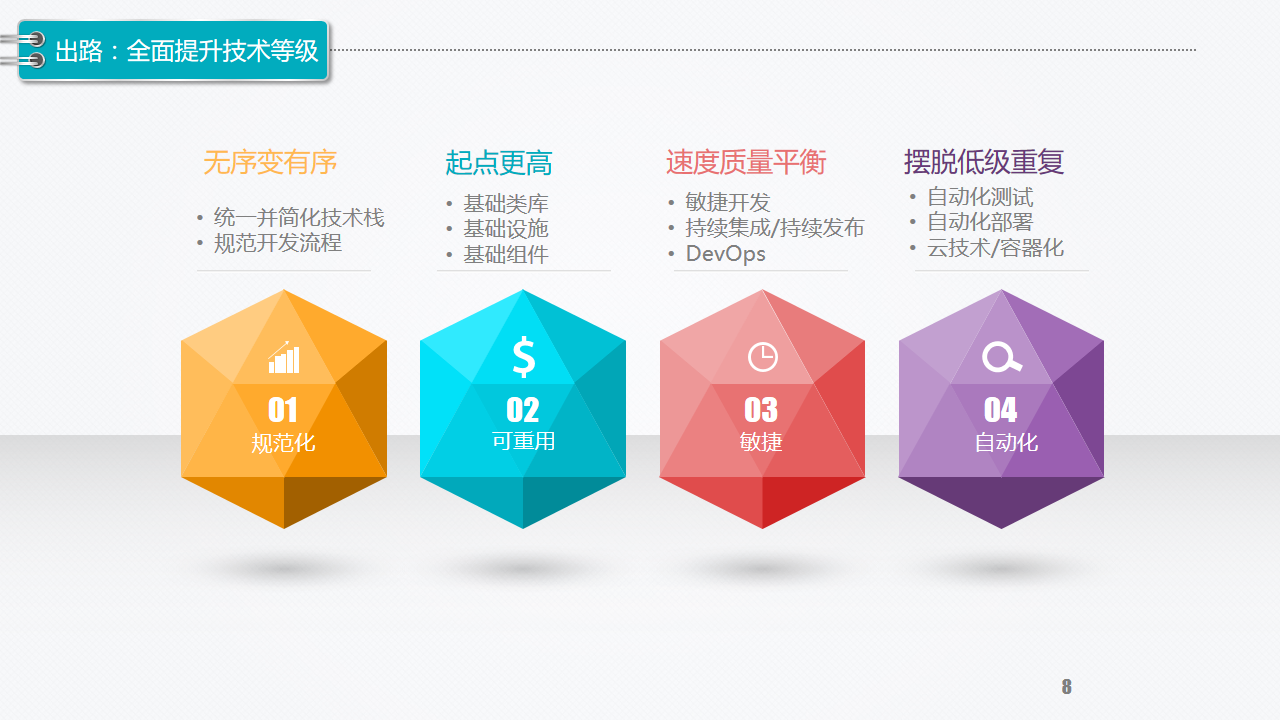 出路：全面提升技术等级
无序变有序
• 统一并简化技术栈
• 规范开发流程
起点更高
• 基础类库
• 基础设施
• 基础组件
速度质量平衡
• 敏捷开发
• 持续集成/持续发布
• DevOps
摆脱低级重复
• 自动化测试
• 自动化部署
• 云技术/容器化
01
规范化
$
02
可重用
03
敏捷
04
自动化
8